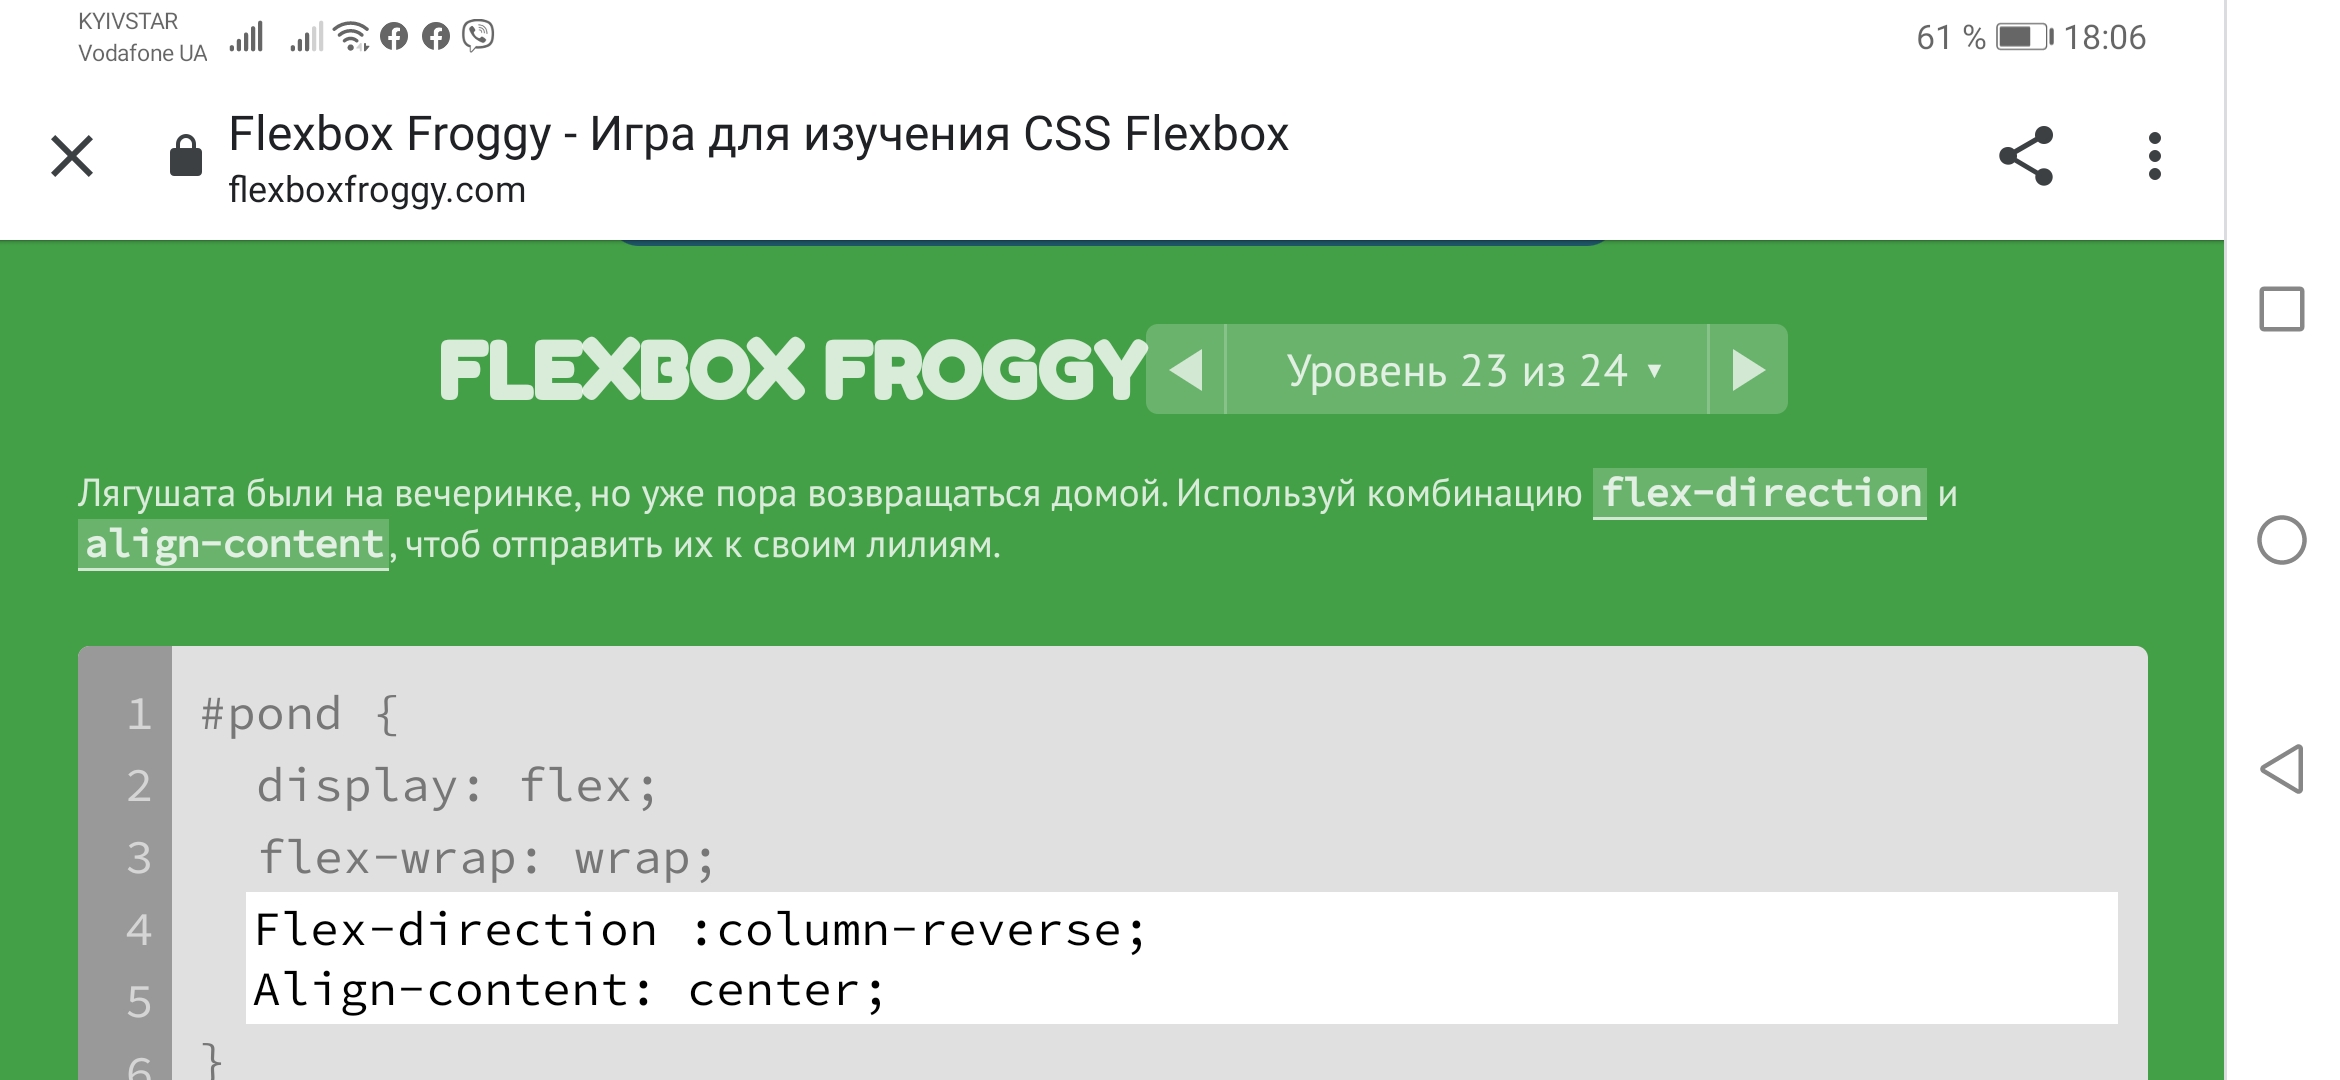 KYIVSTAR
Vodafone UA
61 % 18:06
Flexbox Froggy - Игра для изучения CSS Flexbox
flexboxfroggy.com
FLEXBOX FROGGY
Уровень 23 из 24 ▼
Лягушата были на вечеринке, но уже пора возвращаться домой. Используй комбинацию flex-direction и
align-content, чтоб отправить их к своим лилиям.
1 #pond {
2 display: flex;
3 flex-wrap: wrap;
4 Flex-direction :column-reverse;
5 Align-content: center;
6 }